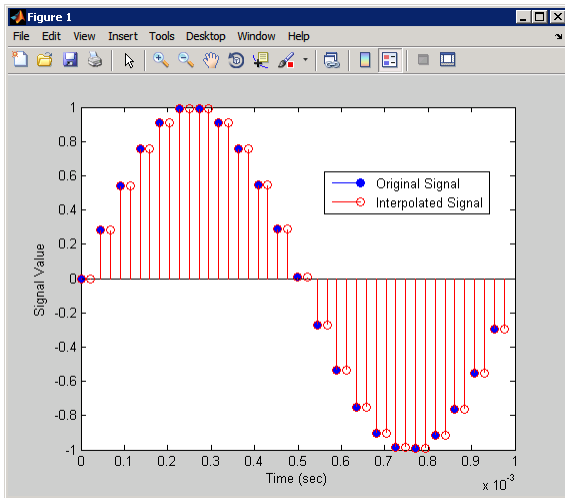 Figure 1
File Edit View Insert Tools Desktop Window Help
1
0.8
0.6
0.4
0.2
0
-0.2
-0.4
-0.6
-0.8
-1
Signal Value
Original Signal
Interpolated Signal
0 0.1 0.2 0.3 0.4 0.5 0.6 0.7 0.8 0.9 1
Time (sec)
x 10⁻³